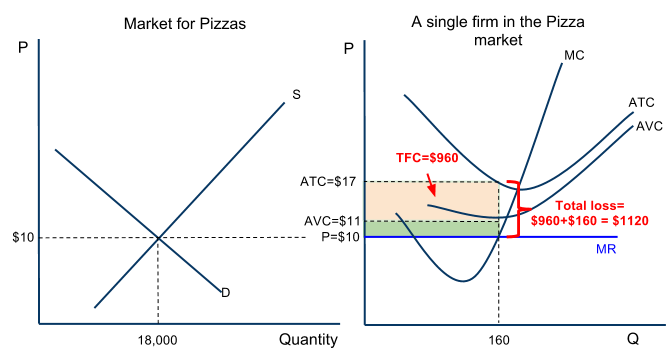 Market for Pizzas
P
S
$10
D
18,000
Quantity
A single firm in the Pizza
market
P
MC
ATC
AVC
TFC=$960
ATC=$17
Total loss=
$960+$160 = $1120
AVC=$11
P=$10
MR
160
Q